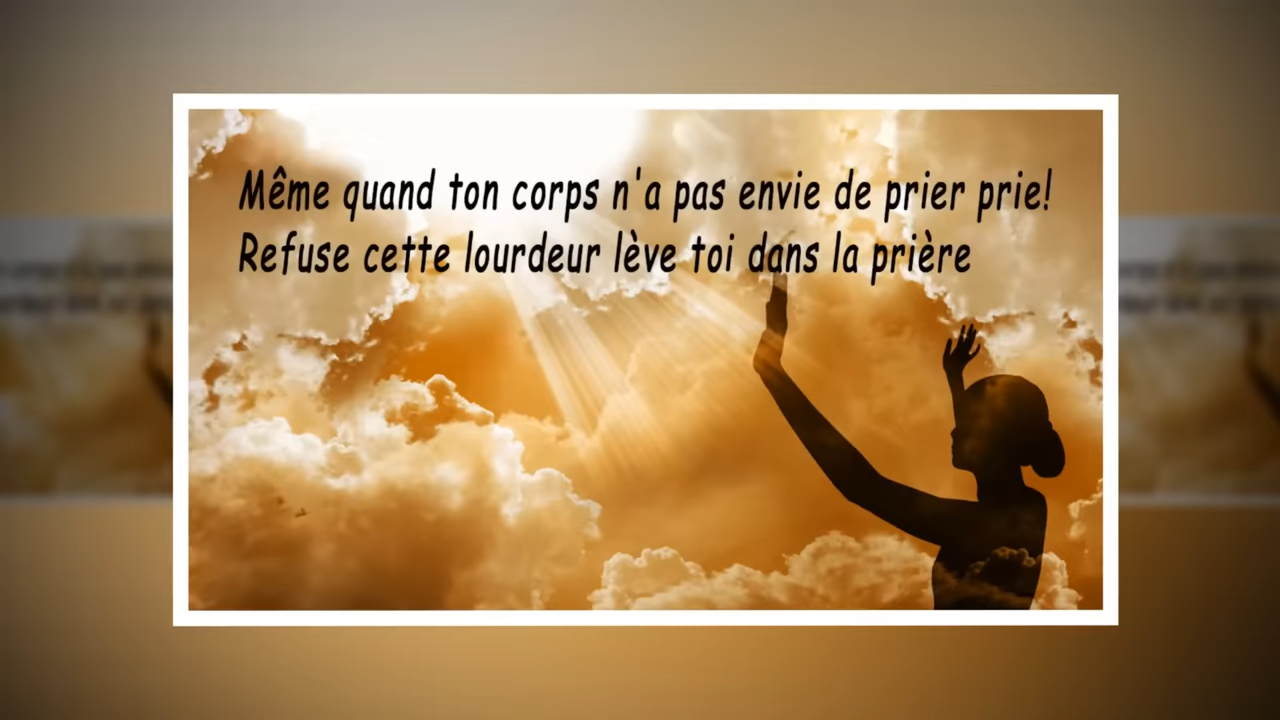 Même quand ton corps n'a pas envie de prier prie!
Refuse cette lourdeur lève toi dans la prière